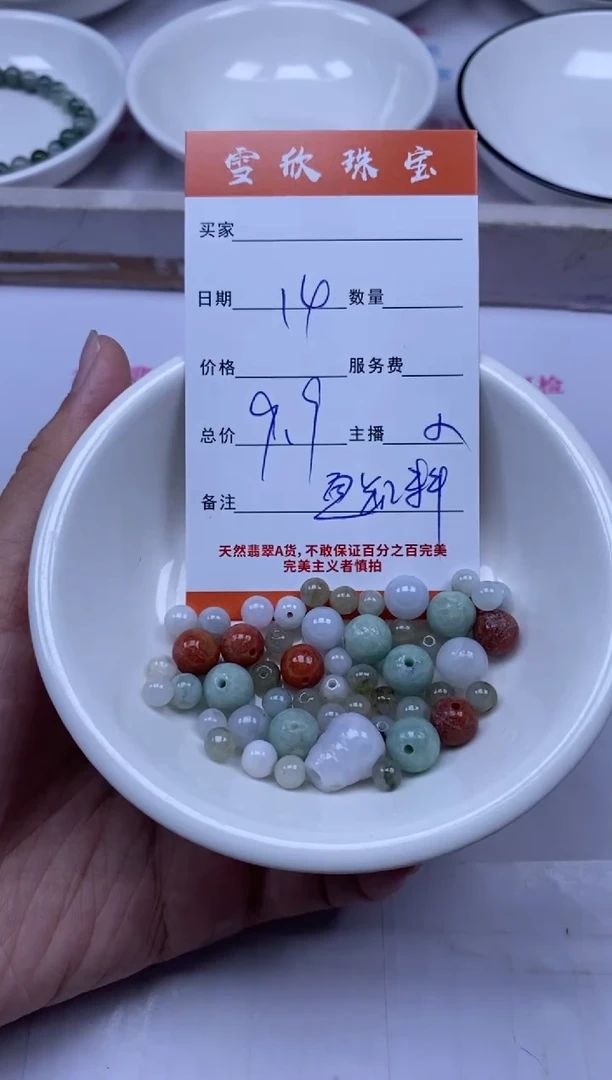 雪欣珠宝
买家
日期 14 数量
价格 服务费
总价 9.9 主播
备注
天然翡翠A货，不敢保证百分之百完美
完美主义者慎拍
检